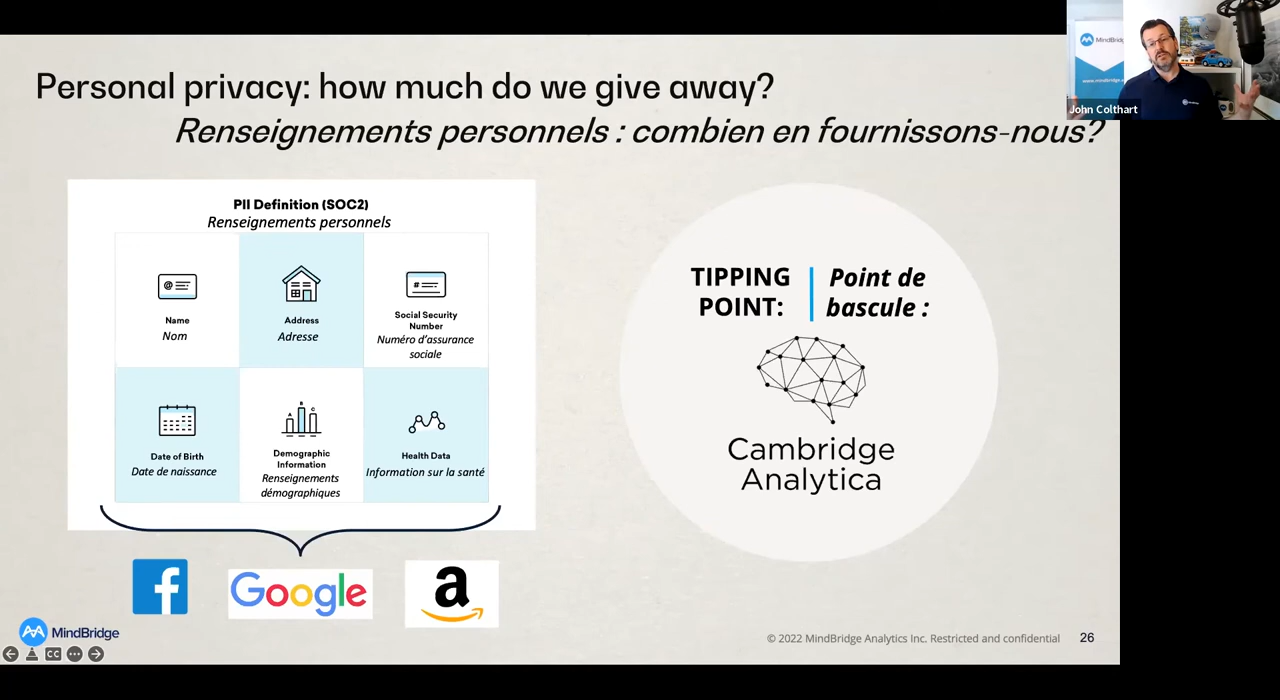 Personal privacy: how much do we give away?
Renseignements personnels : combien en fournissons-nous?
PII Definition (SOC2)
Renseignements personnels
Name
Nom
Address
Adresse
Social Security
Number
Numéro d’assurance
sociale
Date of Birth
Date de naissance
Demographic
Information
Renseignements
démographiques
Health Data
Information sur la santé
Google
a
TIPPING
POINT:
Point de
bascule :
Cambridge
Analytica
MindBridge
CC
© 2022 MindBridge Analytics Inc. Restricted and confidential
26
John Colthart